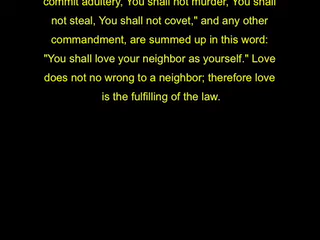 commit adultery, You shall not murder, You shall
not steal, You shall not covet," and any other
commandment, are summed up in this word:
"You shall love your neighbor as yourself." Love
does not no wrong to a neighbor; therefore love
is the fulfilling of the law.